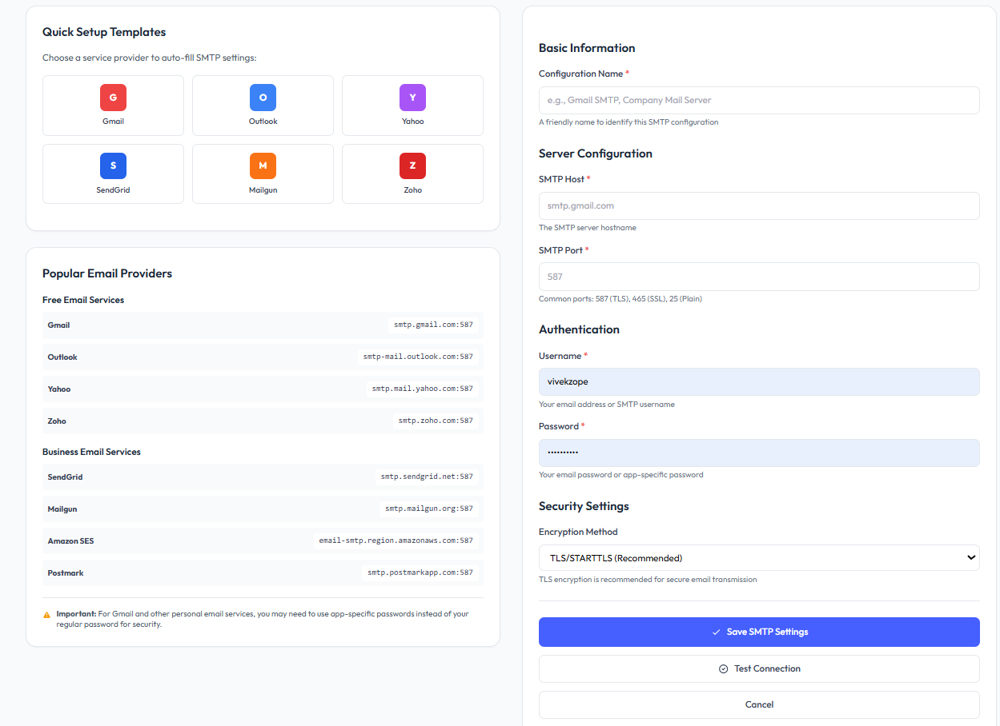 Quick Setup Templates
Choose a service provider to auto-fill SMTP settings:
G
Gmail
O
Outlook
Y
Yahoo
S
SendGrid
M
Mailgun
Z
Zoho
Popular Email Providers
Free Email Services
Gmail smtp.gmail.com:587
Outlook smtp-mail.outlook.com:587
Yahoo smtp.mail.yahoo.com:587
Zoho smtp.zoho.com:587
Business Email Services
SendGrid smtp.sendgrid.net:587
Mailgun smtp.mailgun.org:587
Amazon SES email-smtp.region.amazonaws.com:587
Postmark smtp.postmarkapp.com:587
Important: For Gmail and other personal email services, you may need to use app-specific passwords instead of your
regular password for security.
Basic Information
Configuration Name *
e.g., Gmail SMTP, Company Mail Server
A friendly name to identify this SMTP configuration
Server Configuration
SMTP Host *
smtp.gmail.com
The SMTP server hostname
SMTP Port *
587
Common ports: 587 (TLS), 465 (SSL), 25 (Plain)
Authentication
Username *
vivekzope
Your email address or SMTP username
Password *
••••••••••
Your email password or app-specific password
Security Settings
Encryption Method
TLS/STARTTLS (Recommended)
TLS encryption is recommended for secure email transmission
Save SMTP Settings
Test Connection
Cancel